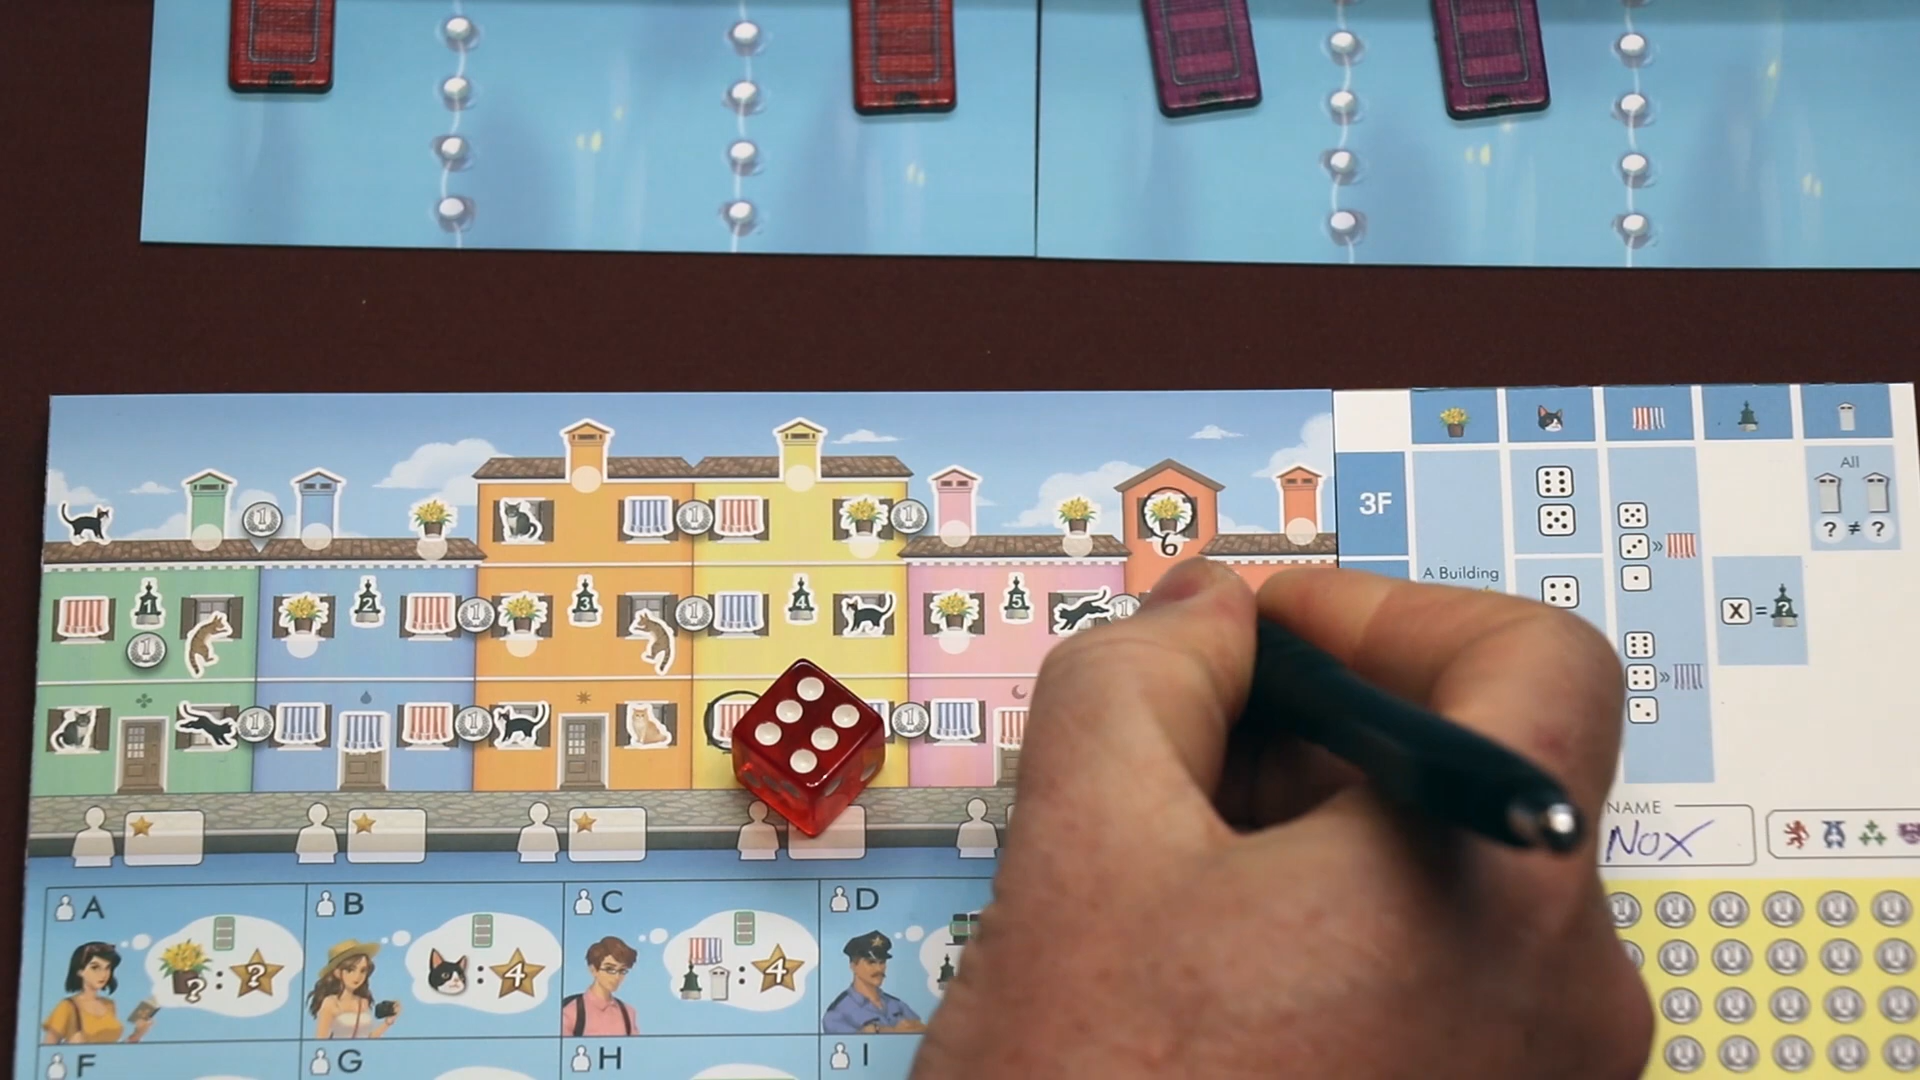 1
1 1
6
3F
All
? ≠ ?
A Building
1 2 3 4 5
1 1 1
1
X = ?
1 1 1
NAME
NOX
A B C D
? : ?
: 4
: 4
F G H I